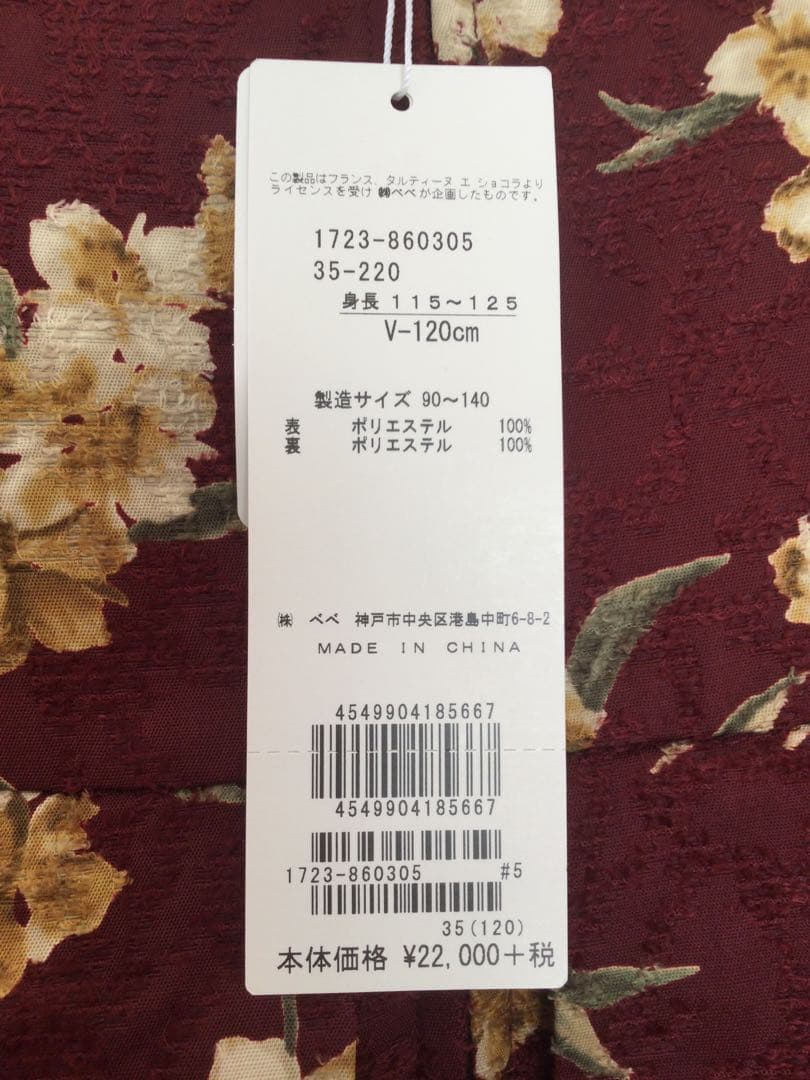 この製品はフランス、タルティーヌ エ ショコラより
ライセンスを受け ㈱べべが企画したものです。
1723-860305
35-220
身長 115～125
V-120cm
製造サイズ 90～140
表 ポリエステル 100%
裏 ポリエステル 100%
㈱ べべ 神戸市中央区港島中町6-8-2
MADE IN CHINA
4549904185667
4549904185667
1723-860305 #5
35(120)
本体価格 ¥22,000+税